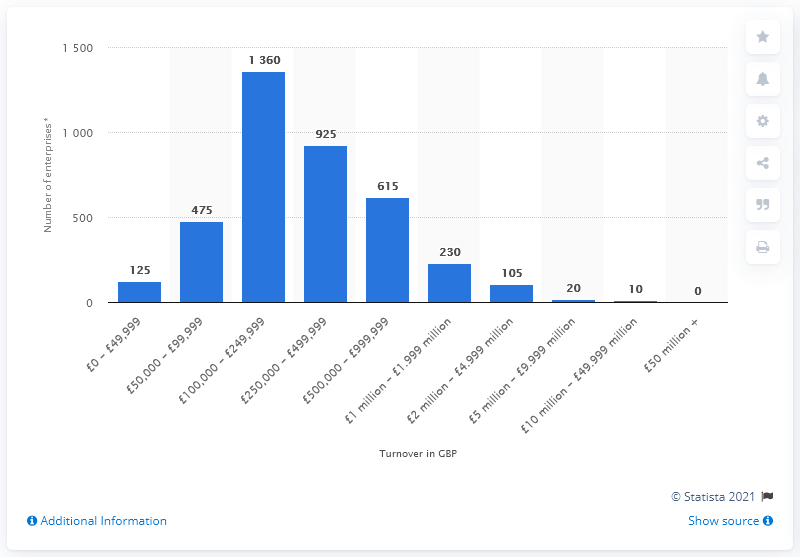 1 500
1 000
500
0
Number of enterprises*
125
475
1 360
925
615
230
105
20
10
0
£0 – £49,999
£50,000 – £99,999
£100,000 – £249,999
£250,000 – £499,999
£500,000 – £999,999
£1 million – £1.999 million
£2 million – £4.999 million
£5 million – £9.999 million
£10 million – £49.999 million
£50 million +
Turnover in GBP
© Statista 2021
Additional Information
Show source